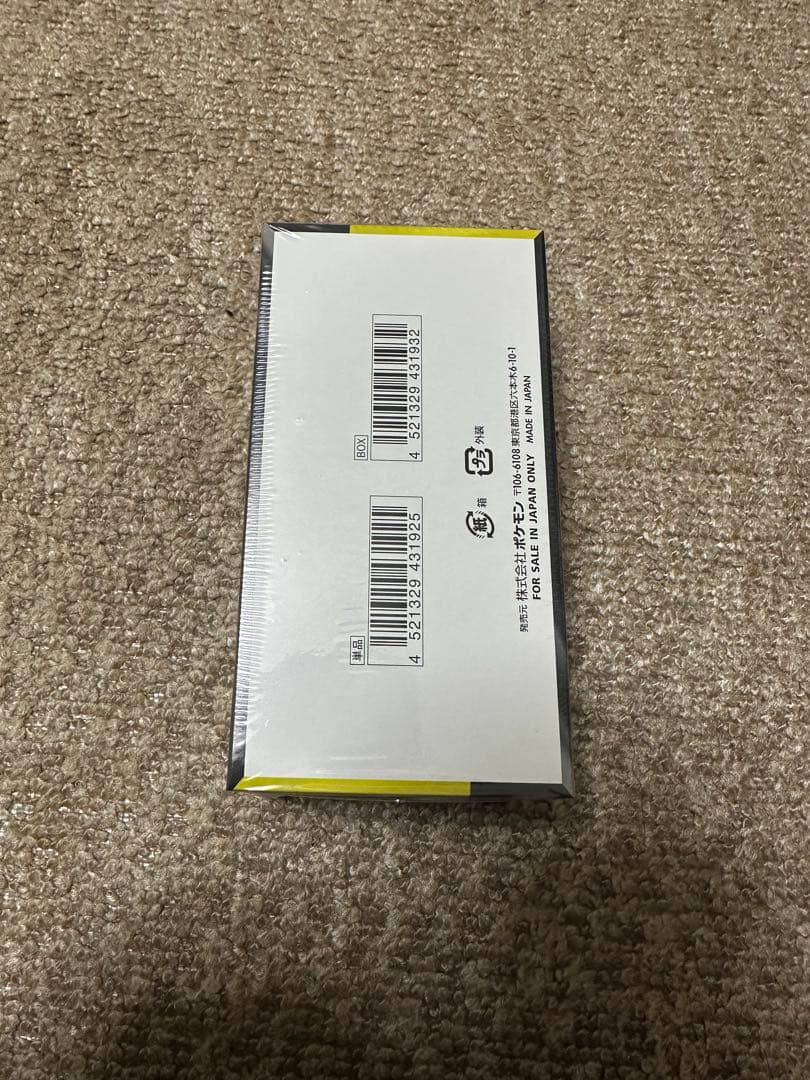 単品
4 521329 431925
BOX
4 521329 431932
紙 箱
プラ 外装
発売元 株式会社ポケモン 〒106-6108 東京都港区六本木6-10-1
FOR SALE IN JAPAN ONLY MADE IN JAPAN